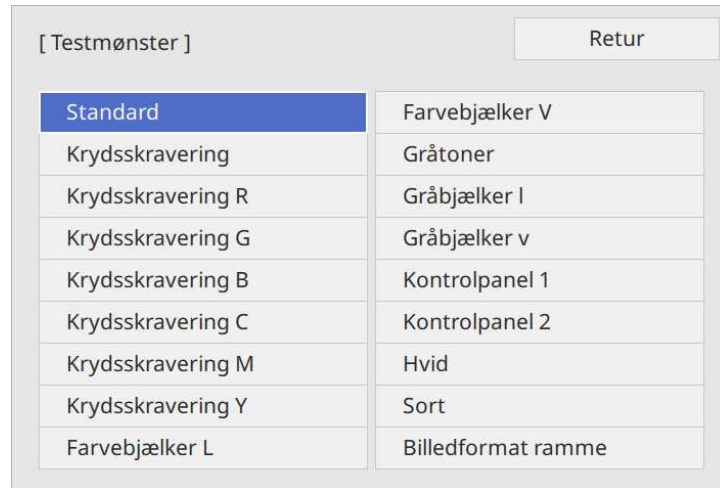 [ Testmønster ]
Retur
Standard
Krydsskravering
Krydsskravering R
Krydsskravering G
Krydsskravering B
Krydsskravering C
Krydsskravering M
Krydsskravering Y
Farvebjælker L
Farvebjælker V
Gråtoner
Gråbjælker l
Gråbjælker v
Kontrolpanel 1
Kontrolpanel 2
Hvid
Sort
Billedformat ramme